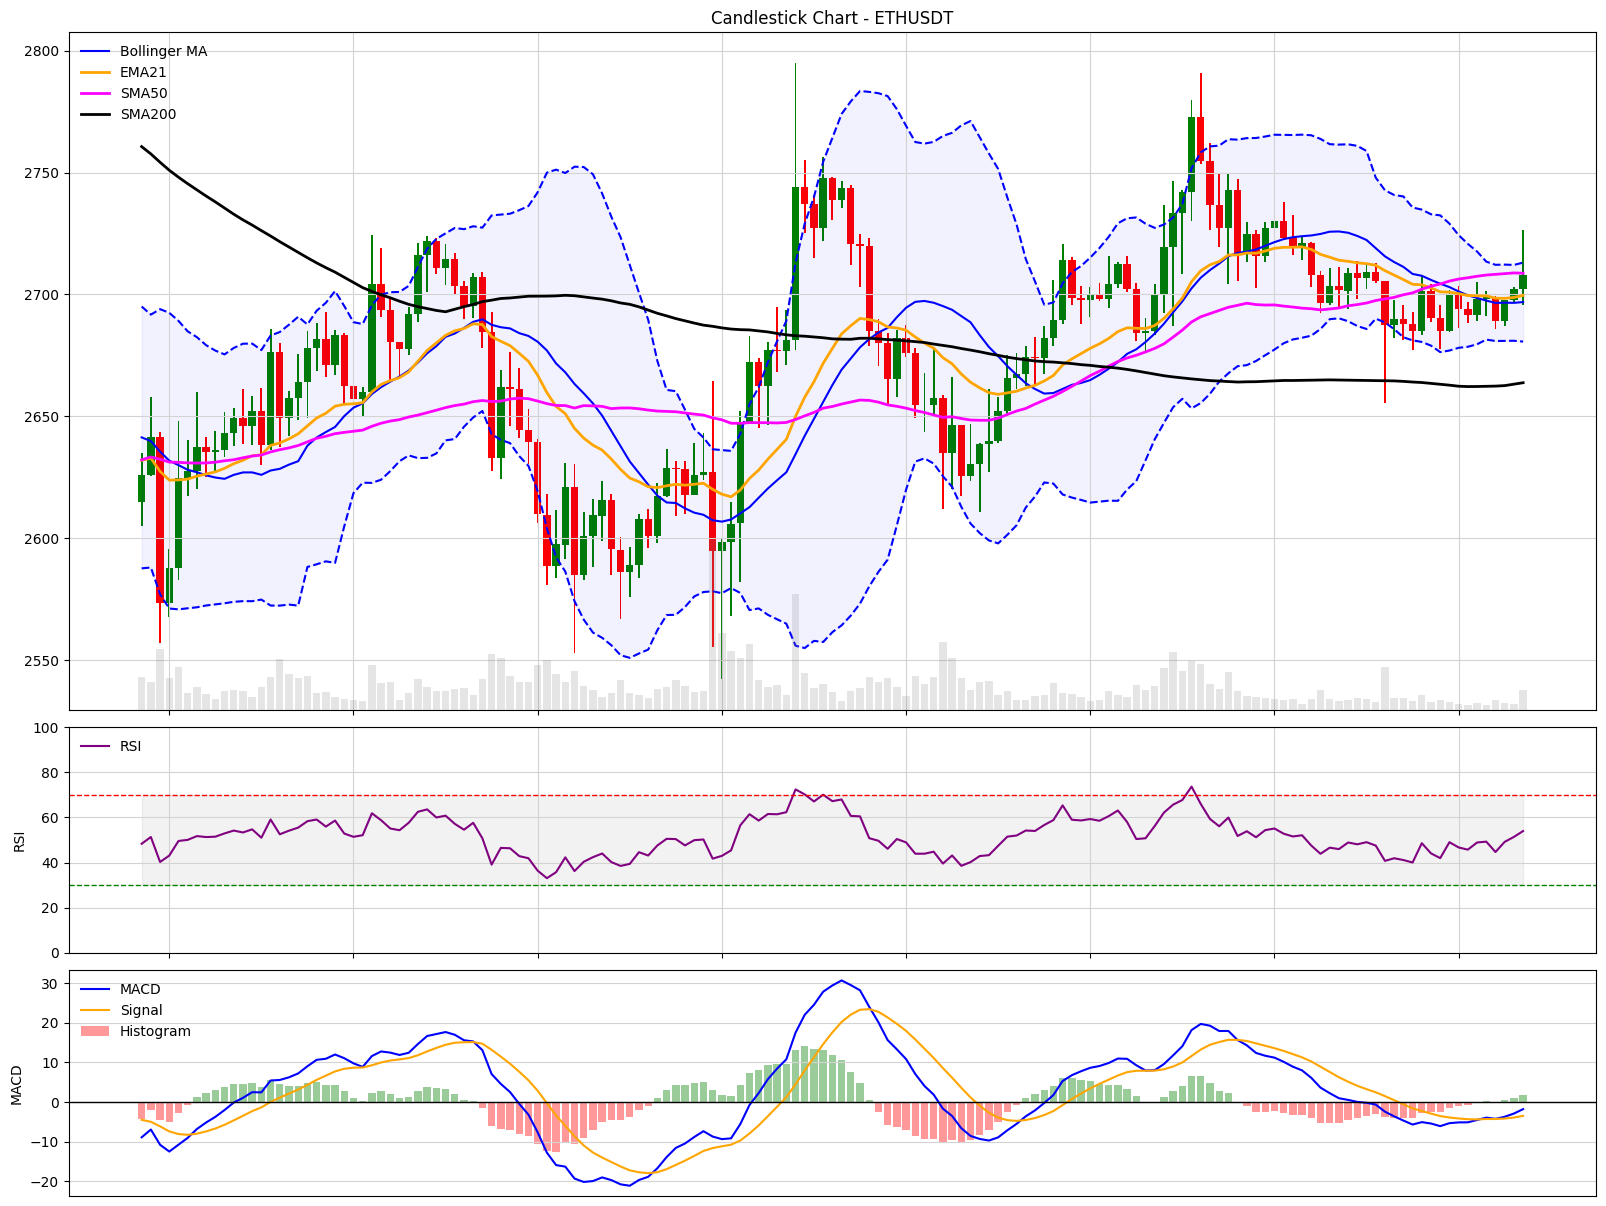 Candlestick Chart - ETHUSDT
Bollinger MA
EMA21
SMA50
SMA200
2800
2750
2700
2650
2600
2550
RSI
100
80
60
40
20
0
RSI
MACD
Signal
Histogram
30
20
10
0
−10
−20
MACD